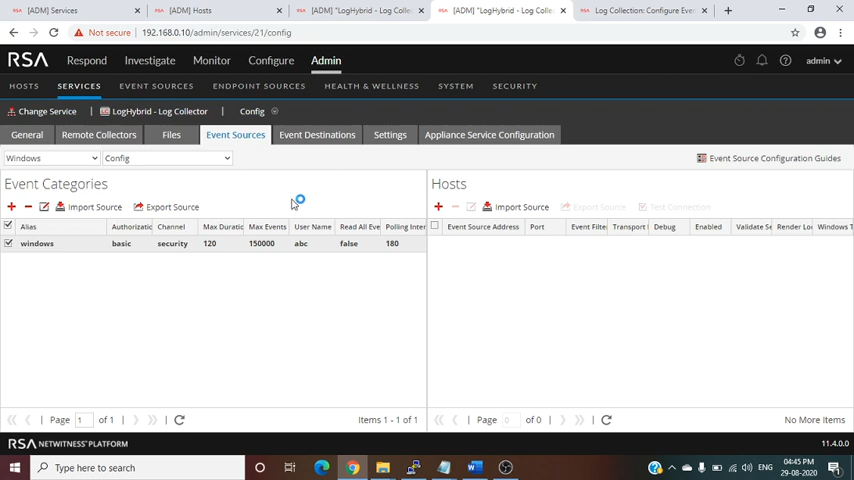 [ADM] Services
[ADM] Hosts
[ADM] "LogHybrid - Log Colle
[ADM] "LogHybrid - Log Colle
Log Collection: Configure Even
Not secure | 192.168.0.10/admin/services/21/config
RSA Respond Investigate Monitor Configure Admin admin
HOSTS SERVICES EVENT SOURCES ENDPOINT SOURCES HEALTH & WELLNESS SYSTEM SECURITY
Change Service | LogHybrid - Log Collector | Config
General Remote Collectors Files Event Sources Event Destinations Settings Appliance Service Configuration
Windows Config Event Source Configuration Guides
Event Categories
Import Source Export Source
Alias Authorizatio Channel Max Duratic Max Events User Name Read All Eve Polling Inter
windows basic security 120 150000 abc false 180
Page 1 of 1 Items 1 - 1 of 1
Hosts
Import Source Export Source Test Connection
Event Source Address Port Event Filter Transport I Debug Enabled Validate Se Render Loc Windows T
Page 0 of 0 No More Items
RSA NETWITNESS PLATFORM 11.4.0.0
Type here to search
ENG
04:45 PM
29-08-2020